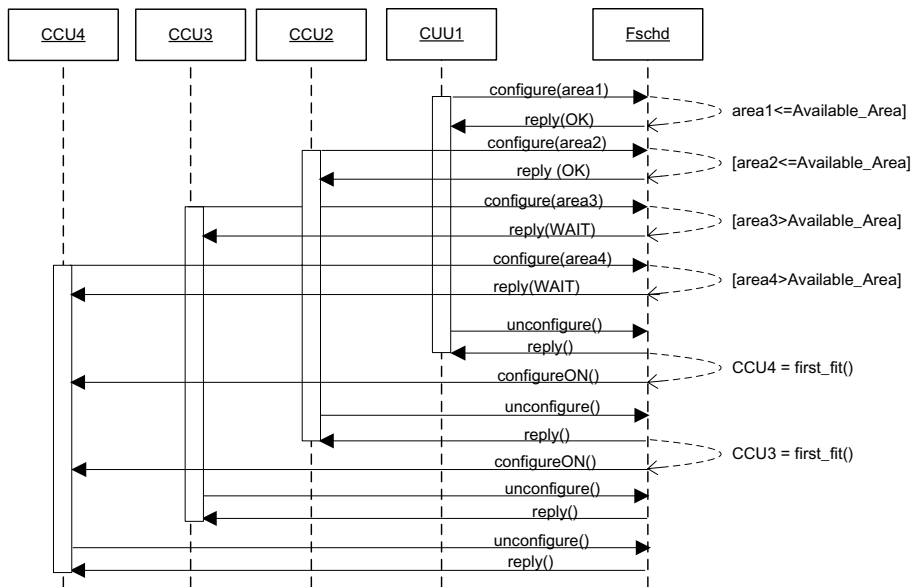 CCU4 CCU3 CCU2 CUU1 Fschd
configure(area1)
area1<=Available_Area]
reply(OK)
configure(area2)
[area2<=Available_Area]
reply (OK)
configure(area3)
[area3>Available_Area]
reply(WAIT)
configure(area4)
[area4>Available_Area]
reply(WAIT)
unconfigure()
reply()
CCU4 = first_fit()
configureON()
unconfigure()
reply()
CCU3 = first_fit()
configureON()
unconfigure()
reply()
unconfigure()
reply()